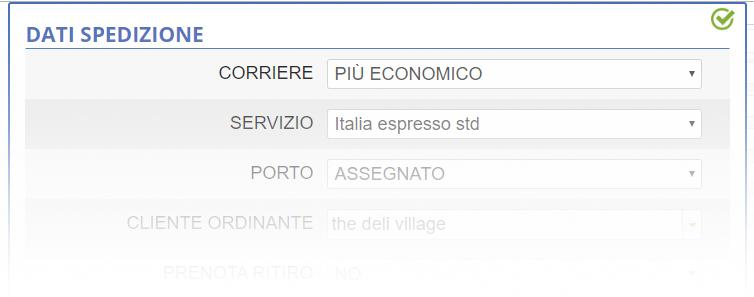 DATI SPEDIZIONE
CORRIERE PIÙ ECONOMICO
SERVIZIO Italia espresso std
PORTO ASSEGNATO
CLIENTE ORDINANTE the deli village
PRENOTA RITIRO NO